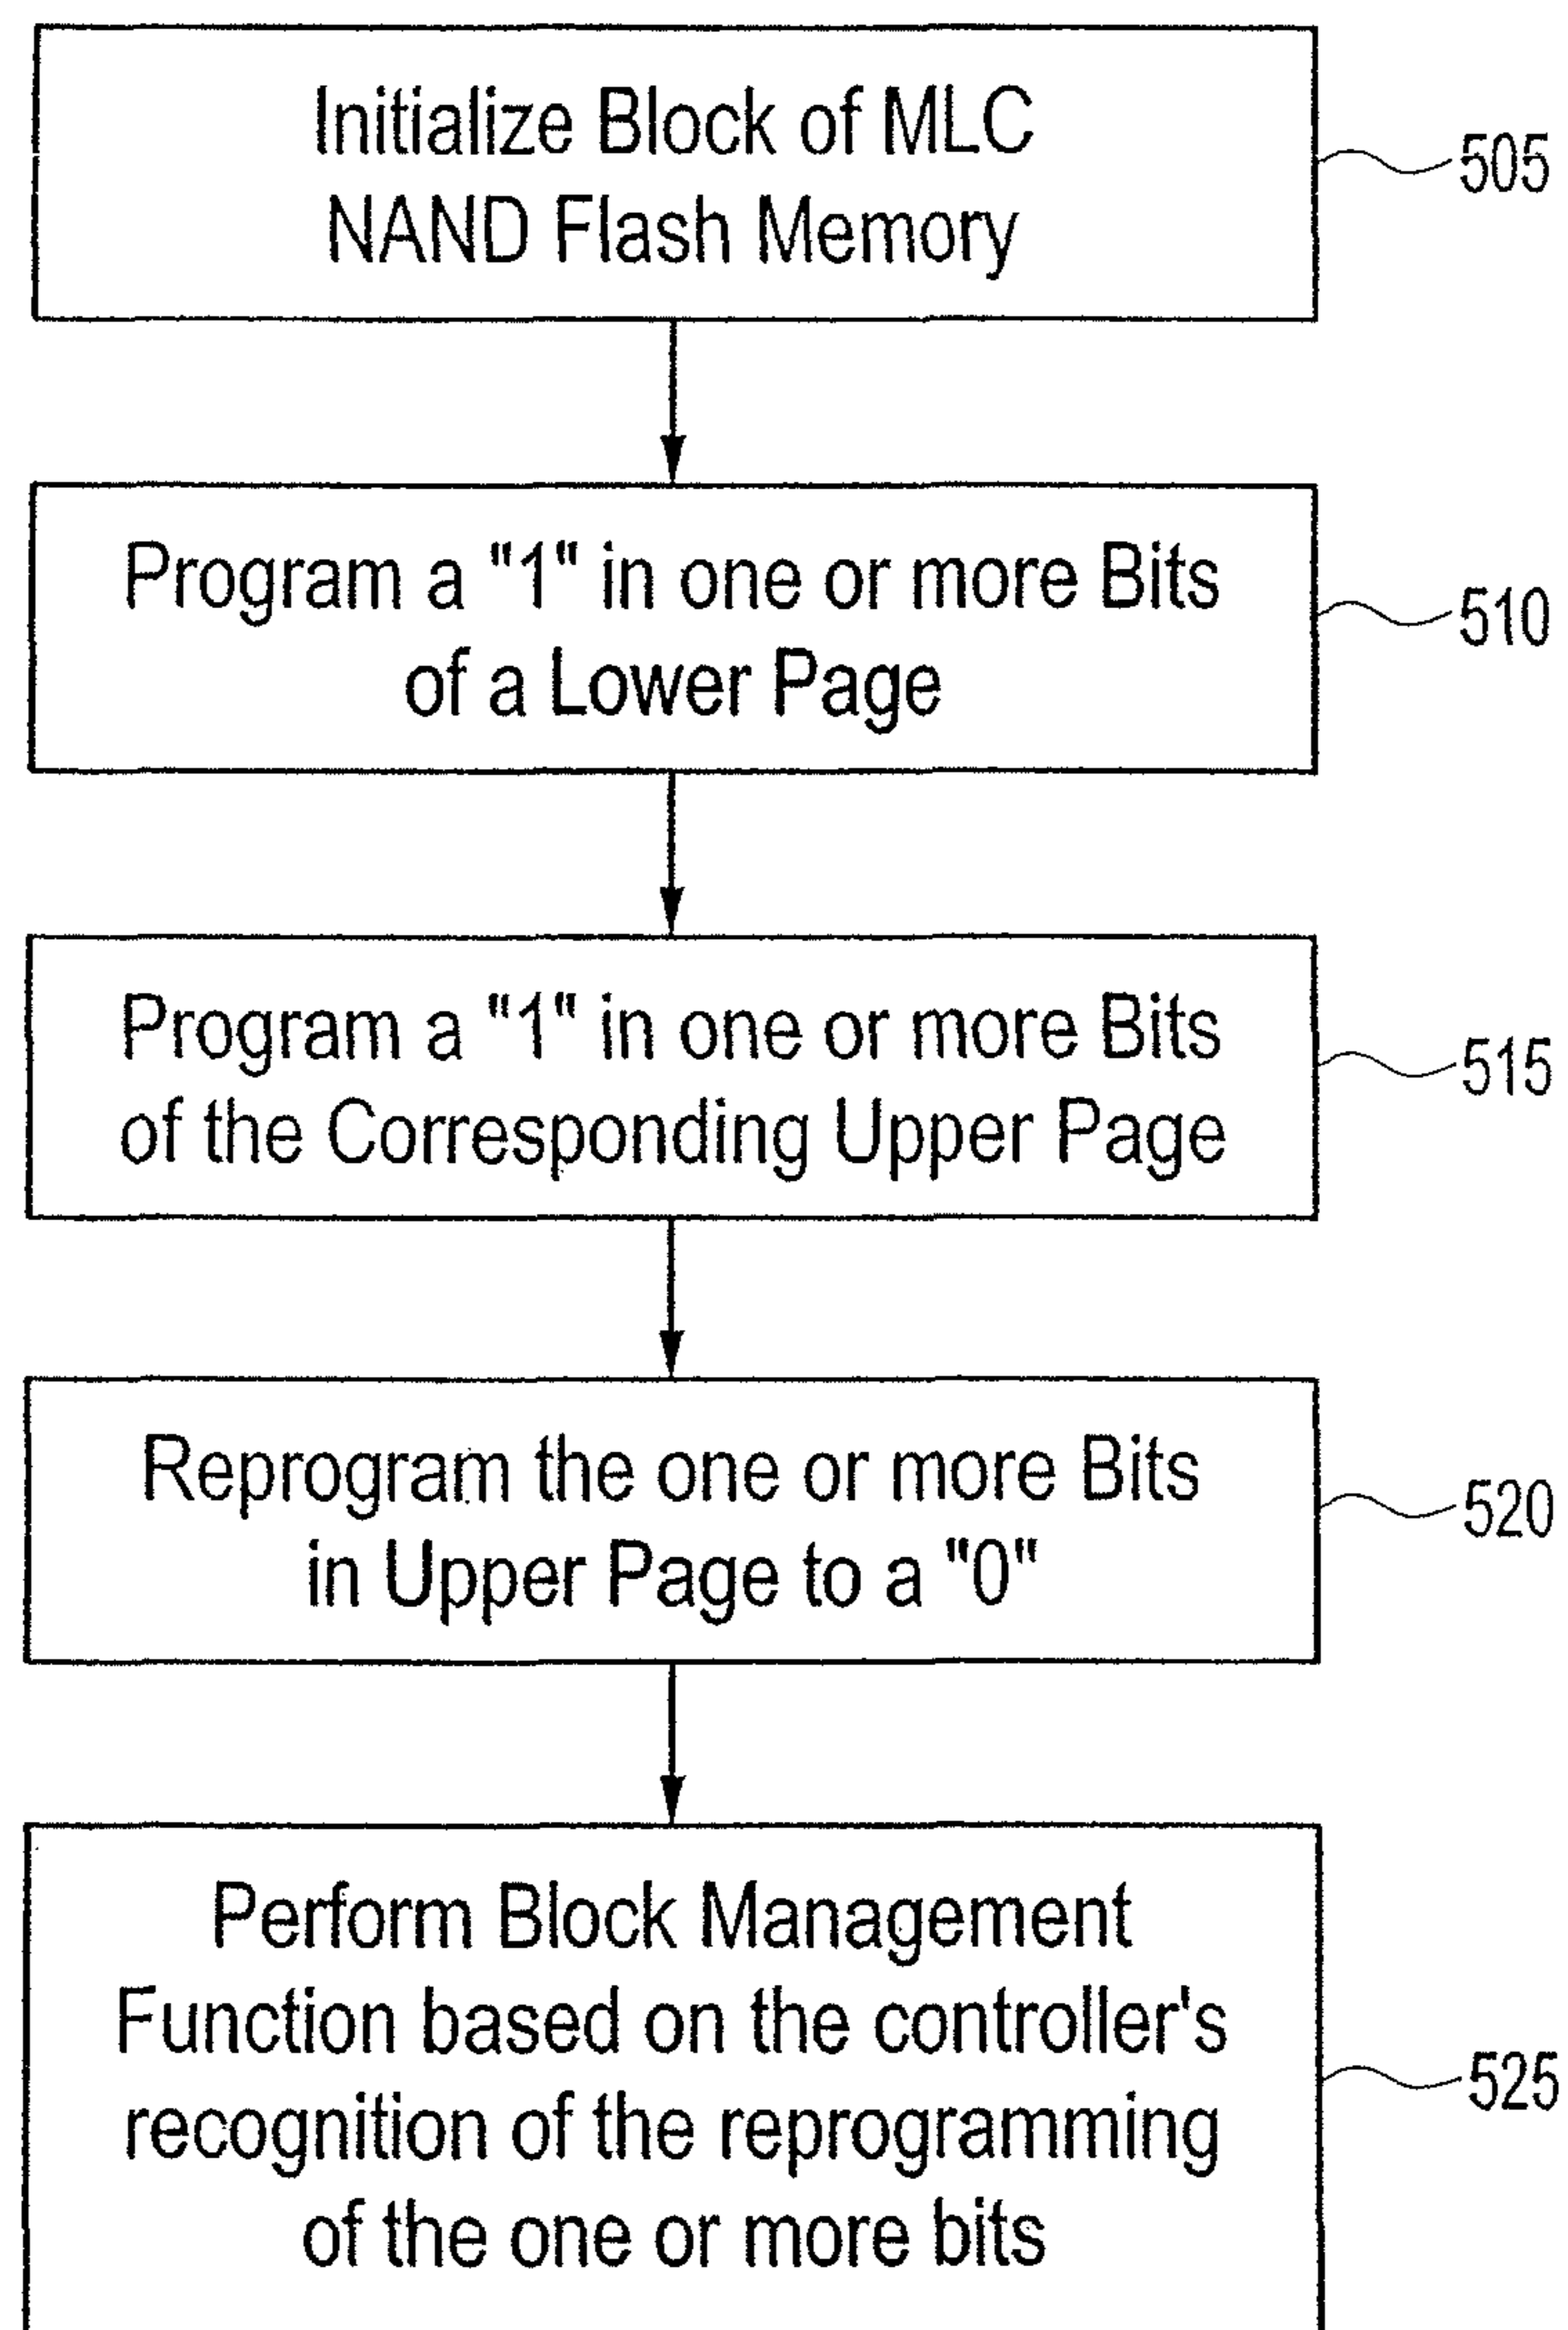 Initialize Block of MLC
NAND Flash Memory
505
Program a "1" in one or more Bits
of a Lower Page
510
Program a "1" in one or more Bits
of the Corresponding Upper Page
515
Reprogram the one or more Bits
in Upper Page to a "0"
520
Perform Block Management
Function based on the controller's
recognition of the reprogramming
of the one or more bits
525